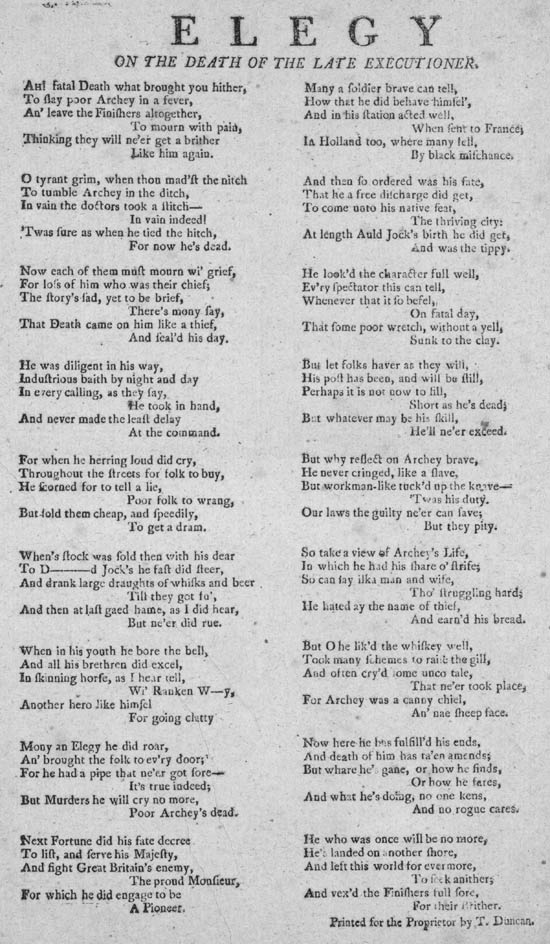 ELEGY
ON THE DEATH OF THE LATE EXECUTIONER.
AH! fatal Death what brought you hither,
To ſlay poor Archey in a fever,
An' leave the Finiſhers altogether,
To mourn with pain,
Thinking they will ne'er get a brither
Like him again.
O tyrant grim, when thou mad'ſt the nitch
To tumble Archey in the ditch,
In vain the doctors took a ſtitch—
In vain indeed!
'Twas ſure as when he tied the hitch,
For now he's dead.
Now each of them muſt mourn wi' grief,
For loſs of him who was their chief;
The ſtory's ſad, yet to be brief,
There's mony ſay,
That Death came on him like a thief,
And ſeal'd his day.
He was diligent in his way,
Induſtrious baith by night and day
In every calling, as they ſay,
He took in hand,
And never made the leaſt delay
At the command.
For when he herring loud did cry,
Throughout the ſtreets for folk to buy,
He ſcorned for to tell a lie,
Poor folk to wrang,
But ſold them cheap, and ſpeedily,
To get a dram.
When's ſtock was ſold then with his dear
To D——d Jock's he faſt did ſteer,
And drank large draughts of whiſks and beer
Till they got fu',
And then at laſt gaed hame, as I did hear,
But ne'er did rue.
When in his youth he bore the bell,
And all his brethren did excel,
In ſkinning horſe, as I hear tell,
Wi' Ranken W—y,
Another hero like himſel
For going clatty
Mony an Elegy he did roar,
An' brought the folk to ev'ry door;
For he had a pipe that ne'er got ſore—
It's true indeed;
But Murders he will cry no more,
Poor Archey's dead.
Next Fortune did his fate decree
To liſt, and ſerve his Majeſty,
And fight Great Britain's enemy,
The proud Monſieur,
For which he did engage to be
A Pioneer.
Many a ſoldier brave can tell,
How that he did behave himſel',
And in his ſtation acted well,
When ſent to France;
In Holland too, where many fell,
By black miſchance.
And then ſo ordered was his fate,
That he a free diſcharge did get,
To come unto his native ſeat,
The thriving city:
At length Auld Jock's birth he did get,
And was the tippy.
He look'd the character full well,
Ev'ry ſpectator this can tell,
Whenever that it ſo befel,
On fatal day,
That ſome poor wretch, without a yell,
Sunk to the clay.
But let folks haver as they will,
His poſt has been, and will be ſtill,
Perhaps it is not now to fill,
Short as he's dead;
But whatever may be his ſkill,
He'll ne'er exceed.
But why reflect on Archey brave,
He never cringed, like a ſlave,
But workman-like tuck'd up the knave—
'Twas his duty.
Our laws the guilty ne'er can ſave;
But they pity.
So take a view of Archey's Life,
In which he had his ſhare o' ſtrife;
So can ſay ilka man and wife,
Tho' ſtruggling hard;
He hated ay the name of thief,
And earn'd his bread.
But O he lik'd the whiſkey well,
Took many ſchemes to raiſe the gill,
And often cry'd ſome unco tale,
That ne'er took place,
For Archey was a canny chiel,
An' nae ſheep face.
Now here he has fulfill'd his ends,
And death of him has ta'en amends;
But whare he's gane, or how he finds,
Or how he fares,
And what he's doing, no one kens,
And no rogue cares.
He who was once will be no more,
He's landed on another ſhore,
And left this world for evermore,
To ſeek anither;
And vex'd the Finiſhers full ſore,
For their Brither.
Printed for the Proprietor by T. Duncan.